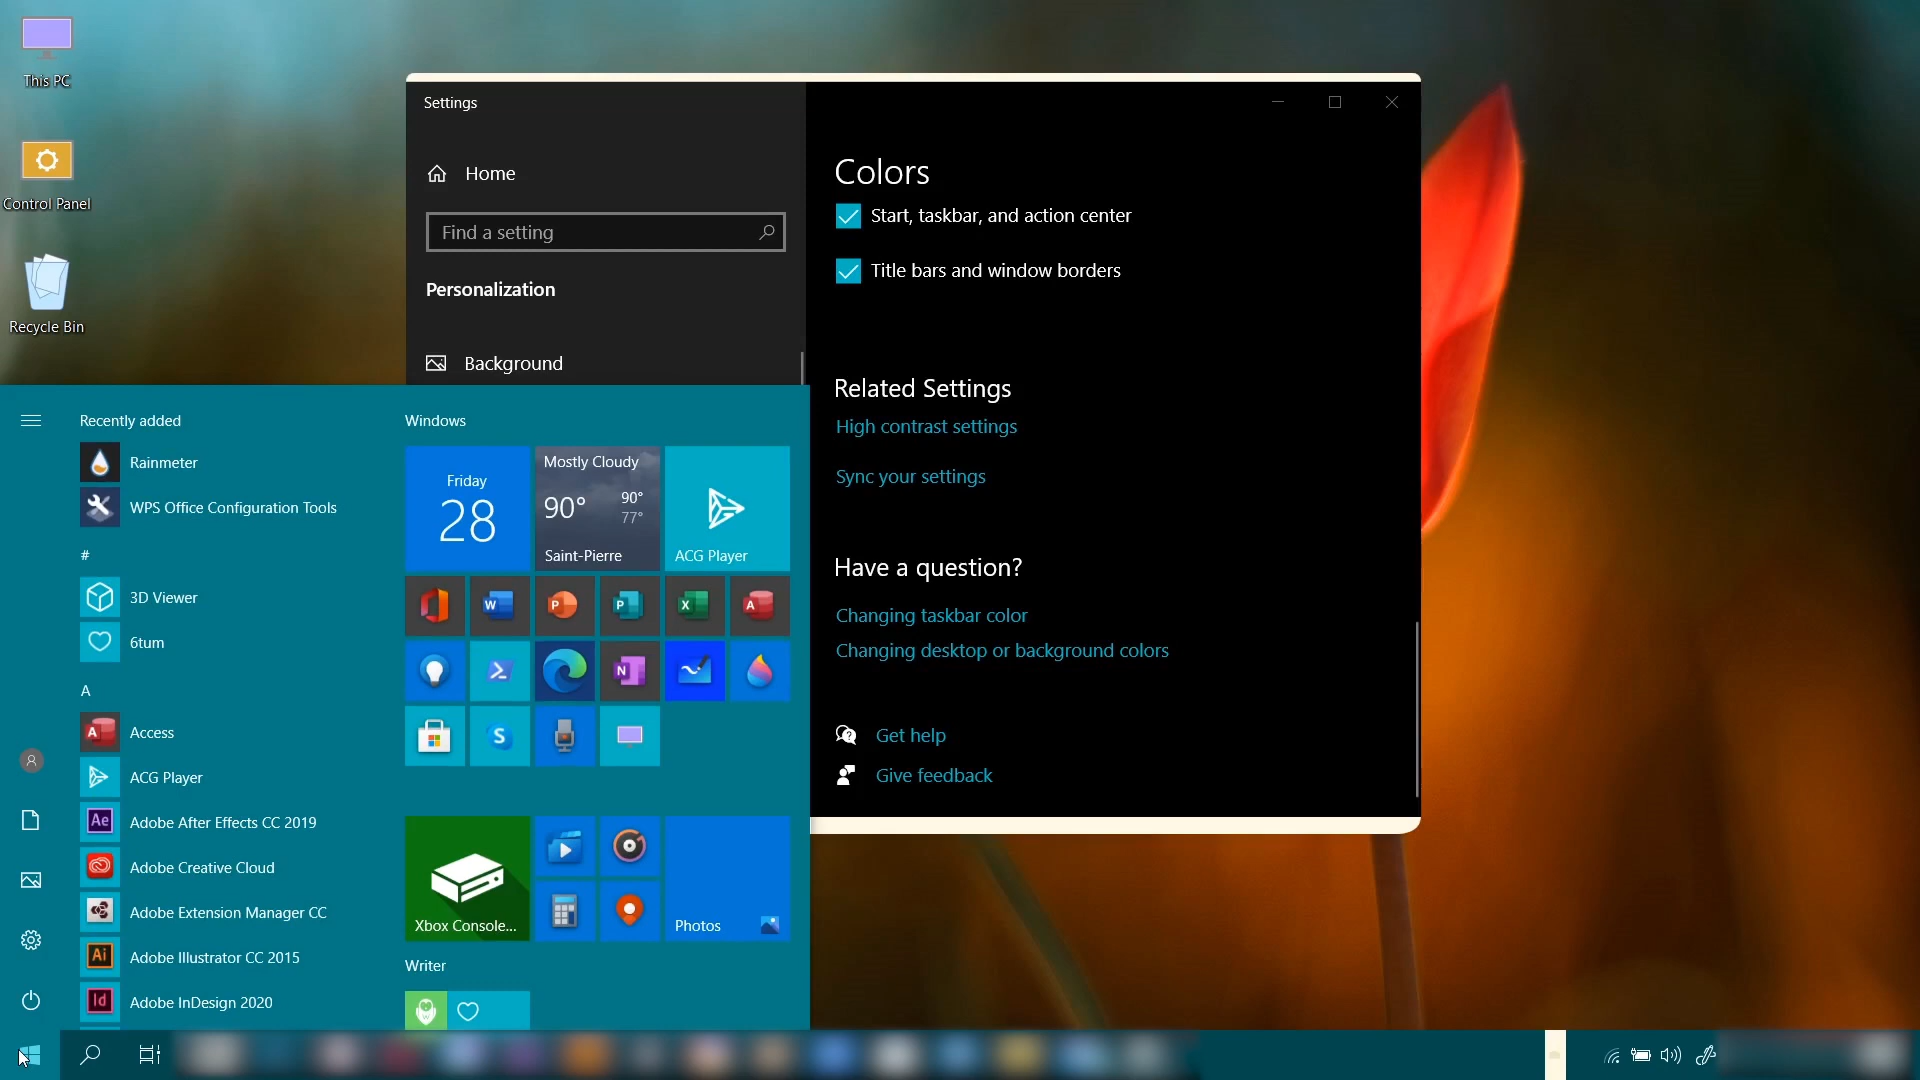 This PC
Control Panel
Recycle Bin
Settings
Home
Find a setting
Personalization
Background
Colors
Start, taskbar, and action center
Title bars and window borders
Related Settings
High contrast settings
Sync your settings
Have a question?
Changing taskbar color
Changing desktop or background colors
Get help
Give feedback
Recently added
Rainmeter
WPS Office Configuration Tools
#
3D Viewer
6tum
A
Access
ACG Player
Adobe After Effects CC 2019
Adobe Creative Cloud
Adobe Extension Manager CC
Adobe Illustrator CC 2015
Adobe InDesign 2020
Windows
Friday
28
Mostly Cloudy
90°
90°
77°
Saint-Pierre
ACG Player
Xbox Console...
Photos
Writer